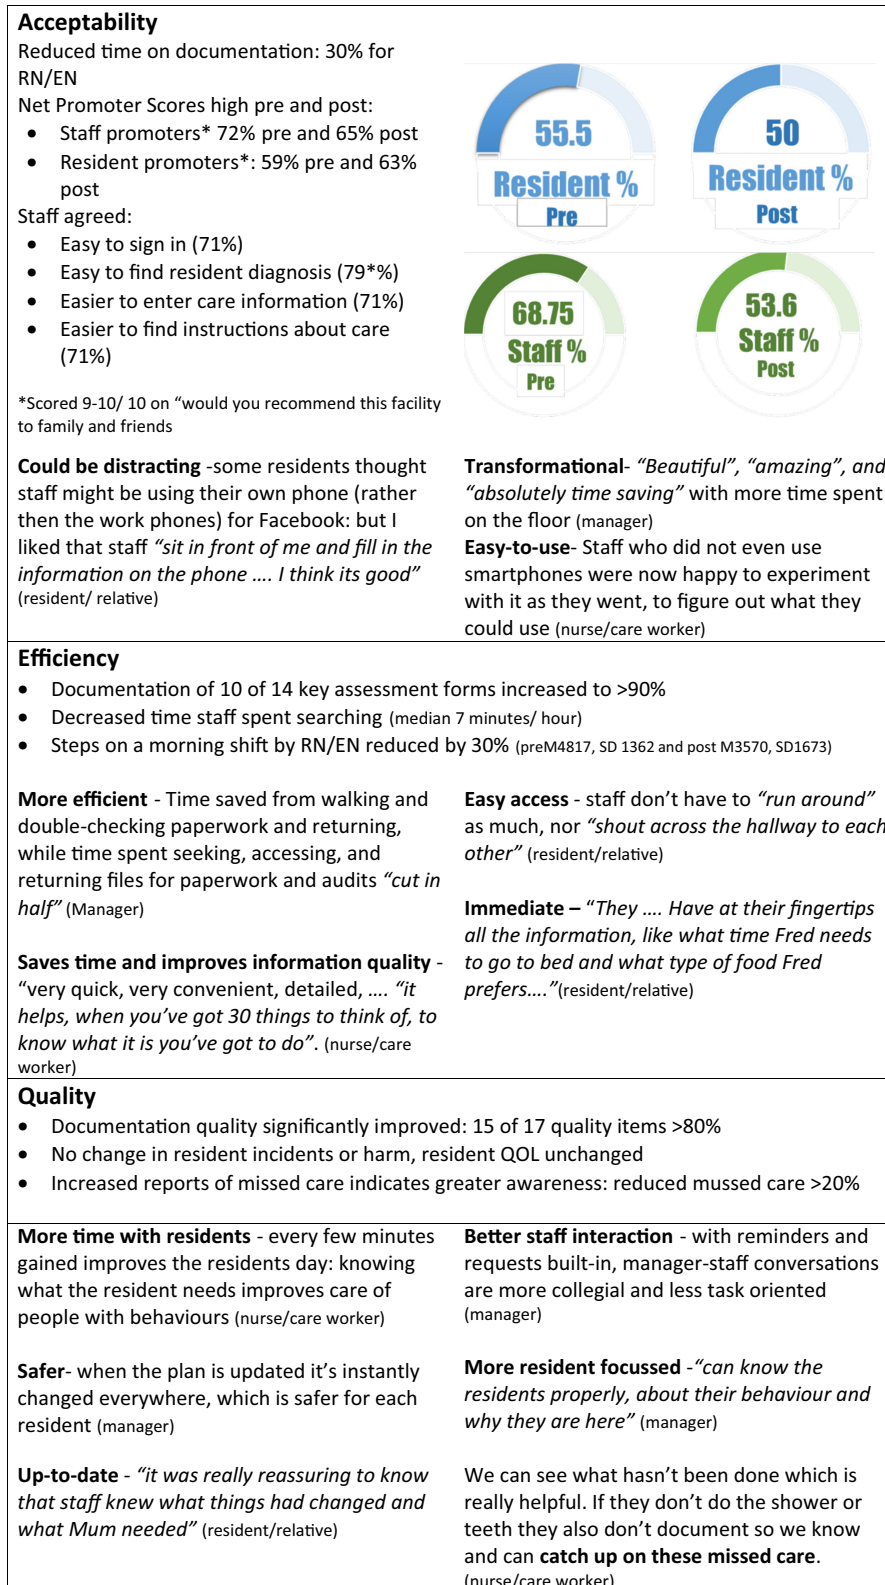 Acceptability
Reduced time on documentation: 30% for
RN/EN
Net Promoter Scores high pre and post:
• Staff promoters* 72% pre and 65% post
• Resident promoters*: 59% pre and 63%
post
Staff agreed:
• Easy to sign in (71%)
• Easy to find resident diagnosis (79*%)
• Easier to enter care information (71%)
• Easier to find instructions about care
(71%)
*Scored 9-10/ 10 on “would you recommend this facility
to family and friends
55.5
Resident %
Pre
50
Resident %
Post
68.75
Staff %
Pre
53.6
Staff %
Post
Could be distracting -some residents thought
staff might be using their own phone (rather
then the work phones) for Facebook: but I
liked that staff “sit in front of me and fill in the
information on the phone .... I think its good”
(resident/ relative)
Transformational- “Beautiful”, “amazing”, and
“absolutely time saving” with more time spent
on the floor (manager)
Easy-to-use- Staff who did not even use
smartphones were now happy to experiment
with it as they went, to figure out what they
could use (nurse/care worker)
Efficiency
• Documentation of 10 of 14 key assessment forms increased to >90%
• Decreased time staff spent searching (median 7 minutes/ hour)
• Steps on a morning shift by RN/EN reduced by 30% (preM4817, SD 1362 and post M3570, SD1673)
More efficient - Time saved from walking and
double-checking paperwork and returning,
while time spent seeking, accessing, and
returning files for paperwork and audits “cut in
half” (Manager)
Saves time and improves information quality -
“very quick, very convenient, detailed, .... “it
helps, when you’ve got 30 things to think of, to
know what it is you’ve got to do”. (nurse/care
worker)
Easy access - staff don’t have to “run around”
as much, nor “shout across the hallway to each
other” (resident/relative)
Immediate – “They .... Have at their fingertips
all the information, like what time Fred needs
to go to bed and what type of food Fred
prefers....”(resident/relative)
Quality
• Documentation quality significantly improved: 15 of 17 quality items >80%
• No change in resident incidents or harm, resident QOL unchanged
• Increased reports of missed care indicates greater awareness: reduced mussed care >20%
More time with residents - every few minutes
gained improves the residents day: knowing
what the resident needs improves care of
people with behaviours (nurse/care worker)
Safer- when the plan is updated it’s instantly
changed everywhere, which is safer for each
resident (manager)
Up-to-date - “it was really reassuring to know
that staff knew what things had changed and
what Mum needed” (resident/relative)
Better staff interaction - with reminders and
requests built-in, manager-staff conversations
are more collegial and less task oriented
(manager)
More resident focussed -“can know the
residents properly, about their behaviour and
why they are here” (manager)
We can see what hasn’t been done which is
really helpful. If they don’t do the shower or
teeth they also don’t document so we know
and can catch up on these missed care.
(nurse/care worker)